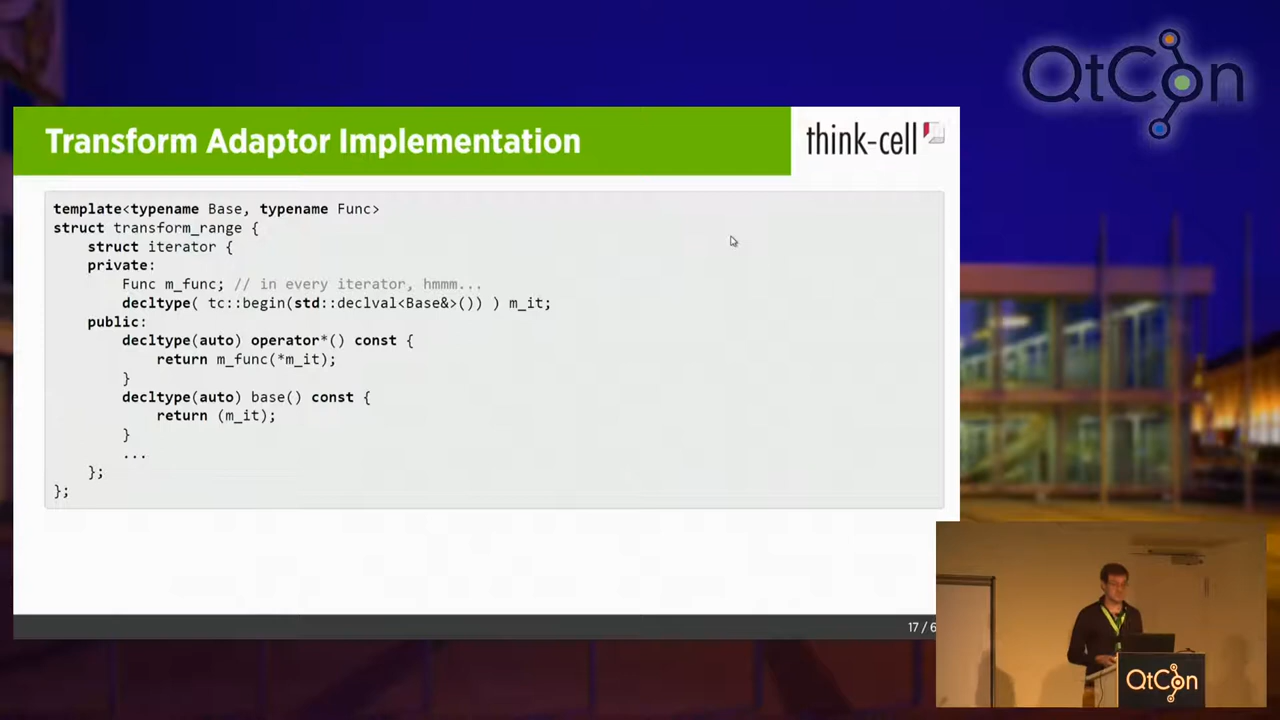 QtCon
Transform Adaptor Implementation
think-cell
template<typename Base, typename Func>
struct transform_range {
struct iterator {
private:
Func m_func; // in every iterator, hmmm...
decltype( tc::begin(std::declval<Base&>()) ) m_it;
public:
decltype(auto) operator*() const {
return m_func(*m_it);
}
decltype(auto) base() const {
return (m_it);
}
...
};
};
17 / 6
QtCon